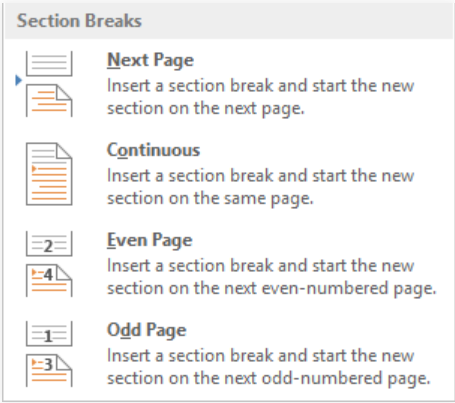 Section Breaks
Next Page
Insert a section break and start the new
section on the next page.
Continuous
Insert a section break and start the new
section on the same page.
2
Even Page
4
Insert a section break and start the new
section on the next even-numbered page.
1
Odd Page
3
Insert a section break and start the new
section on the next odd-numbered page.